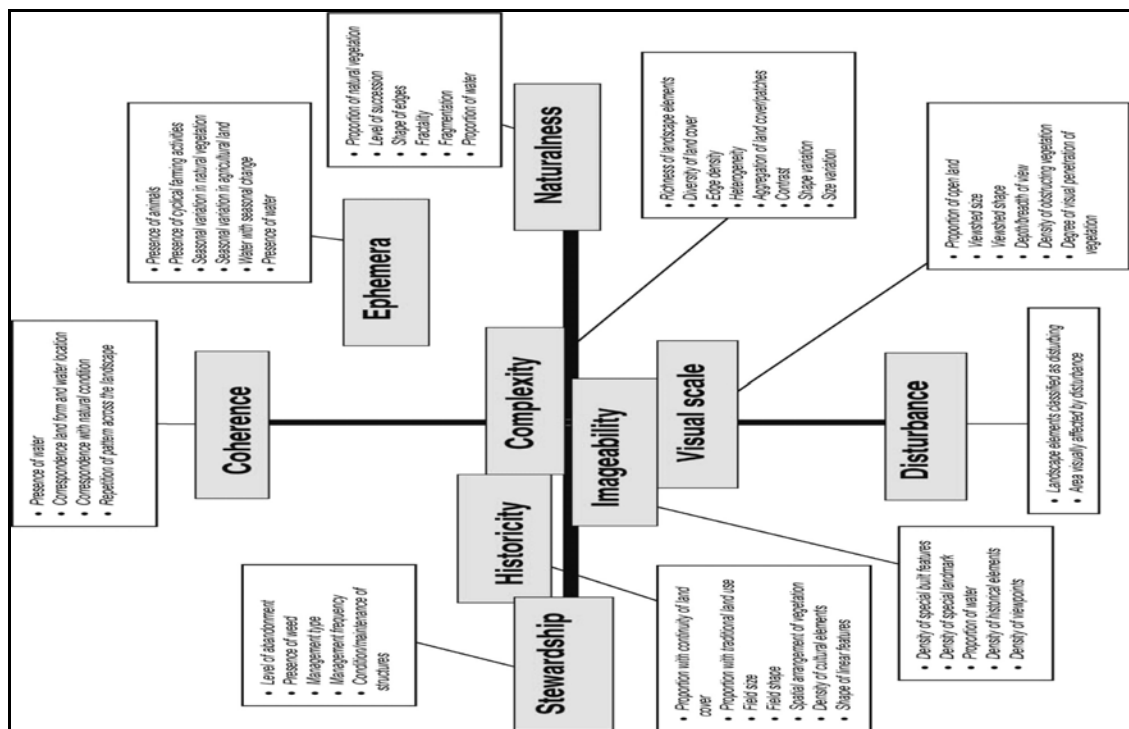 • Level of abandonment
• Presence of weed
• Management type
• Management frequency
• Condition/maintenance of
structures
Stewardship
• Presence of water
• Correspondence land form and water location
• Correspondence with natural condition
• Repetition of pattern across the landscape
Coherence
• Presence of animals
• Presence of cyclical farming activities
• Seasonal variation in natural vegetation
• Seasonal variation in agricultural land
• Water with seasonal change
• Presence of water
Ephemera
• Proportion of natural vegetation
• Level of succession
• Shape of edges
• Fractality
• Fragmentation
• Proportion of water
Naturalness
Historicity
Complexity
Imageability
Visual scale
Disturbance
• Proportion with continuity of land
cover
• Proportion with traditional land use
• Field size
• Field shape
• Spatial arrangement of vegetation
• Density of cultural elements
• Shape of linear features
• Richness of landscape elements
• Diversity of land cover
• Edge density
• Heterogeneity
• Aggregation of land cover/patches
• Contrast
• Shape variation
• Size variation
• Density of special built features
• Density of special landmark
• Proportion of water
• Density of historical elements
• Density of viewpoints
• Proportion of open land
• Viewshed size
• Viewshed shape
• Depth/breadth of view
• Density of obstructing vegetation
• Degree of visual penetration of
vegetation
• Landscape elements classified as disturbing
• Area visually affected by disturbance